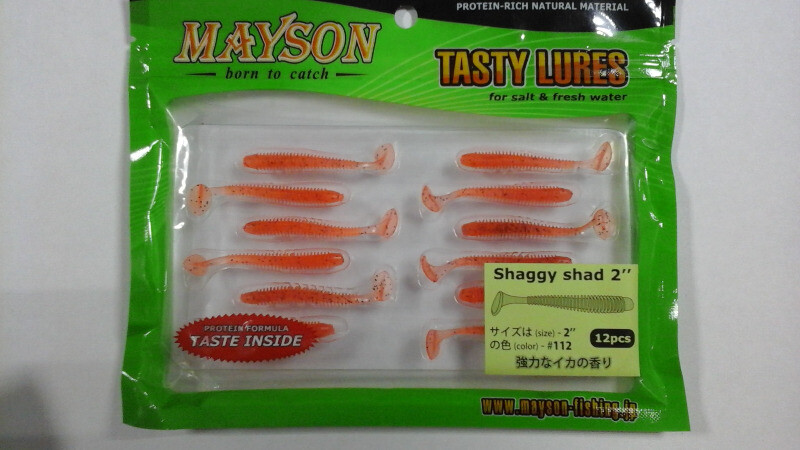 PROTEIN-RICH NATURAL MATERIAL
MAYSON
born to catch
TASTY LURES
for salt & fresh water
Shaggy shad 2''
サイズは (size) - 2''
の色 (color) - #112
12pcs
強力なイカの香り
PROTEIN FORMULA
TASTE INSIDE
www.mayson-fishing.jp